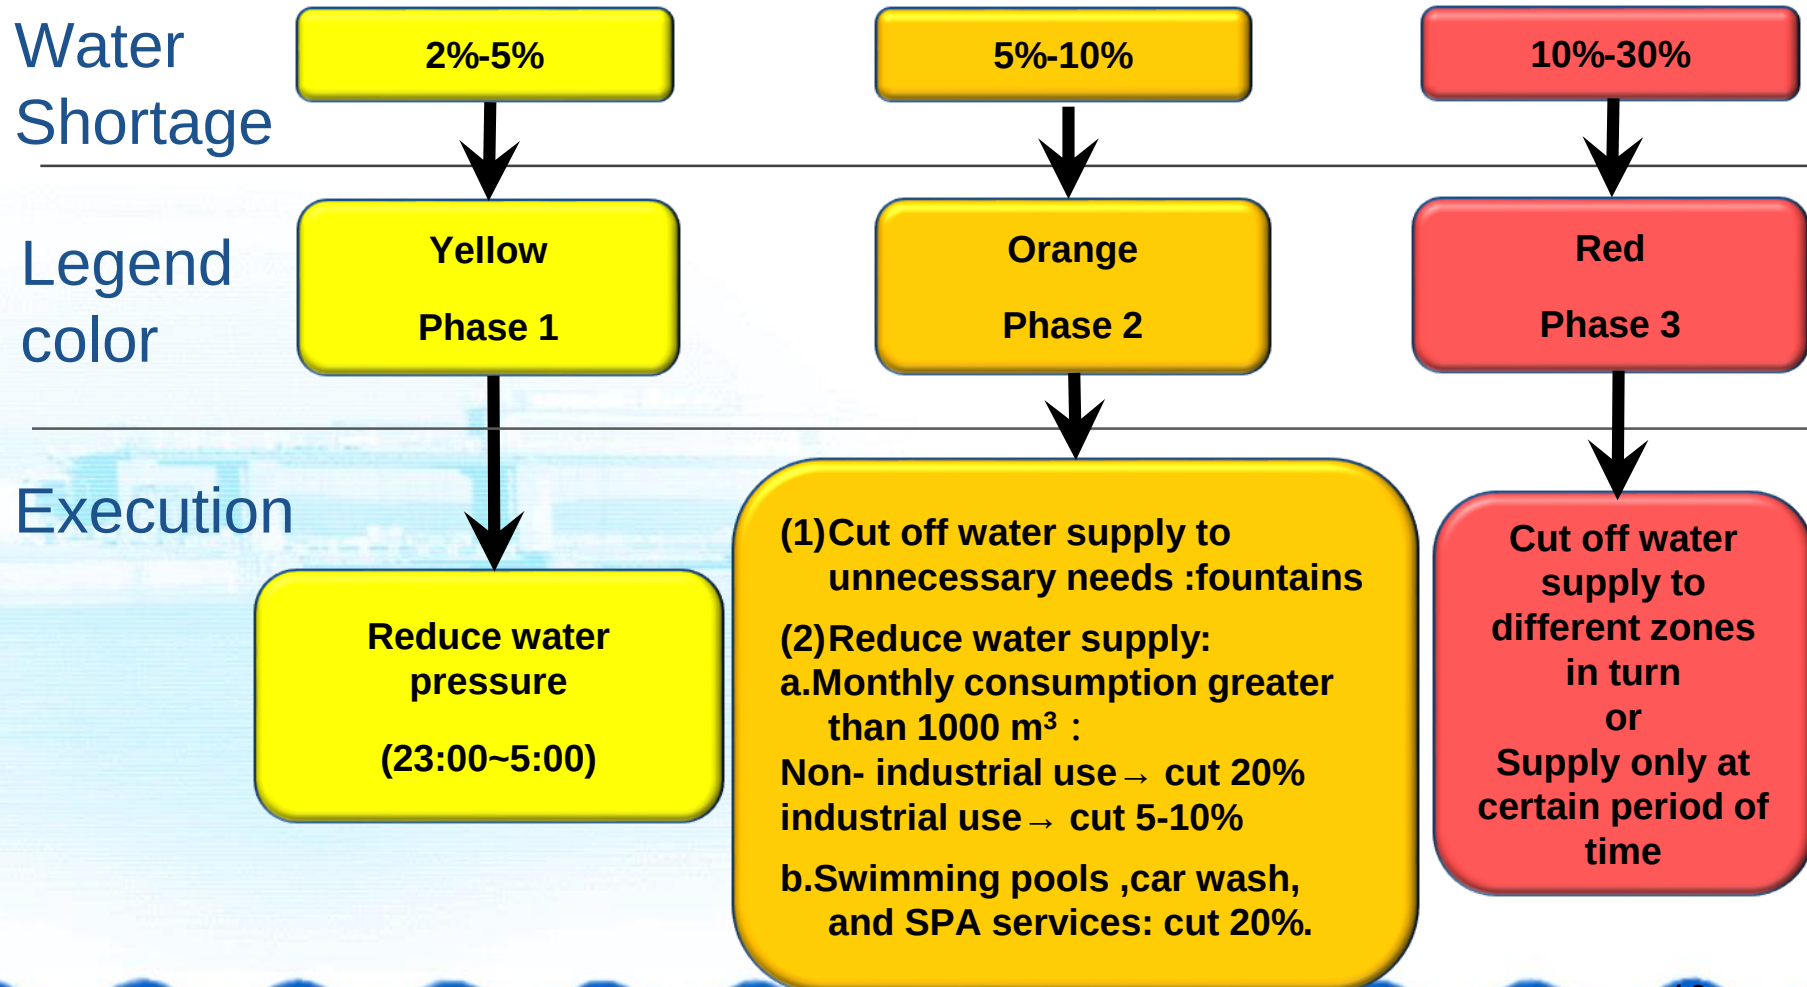 Water
Shortage
2%-5%
5%-10%
10%-30%
Legend
color
Yellow
Phase 1
Orange
Phase 2
Red
Phase 3
Execution
Reduce water
pressure
(23:00~5:00)
(1)Cut off water supply to
unnecessary needs :fountains
(2)Reduce water supply:
a.Monthly consumption greater
than 1000 m³ :
Non- industrial use→ cut 20%
industrial use→ cut 5-10%
b.Swimming pools ,car wash,
and SPA services: cut 20%.
Cut off water
supply to
different zones
in turn
or
Supply only at
certain period of
time